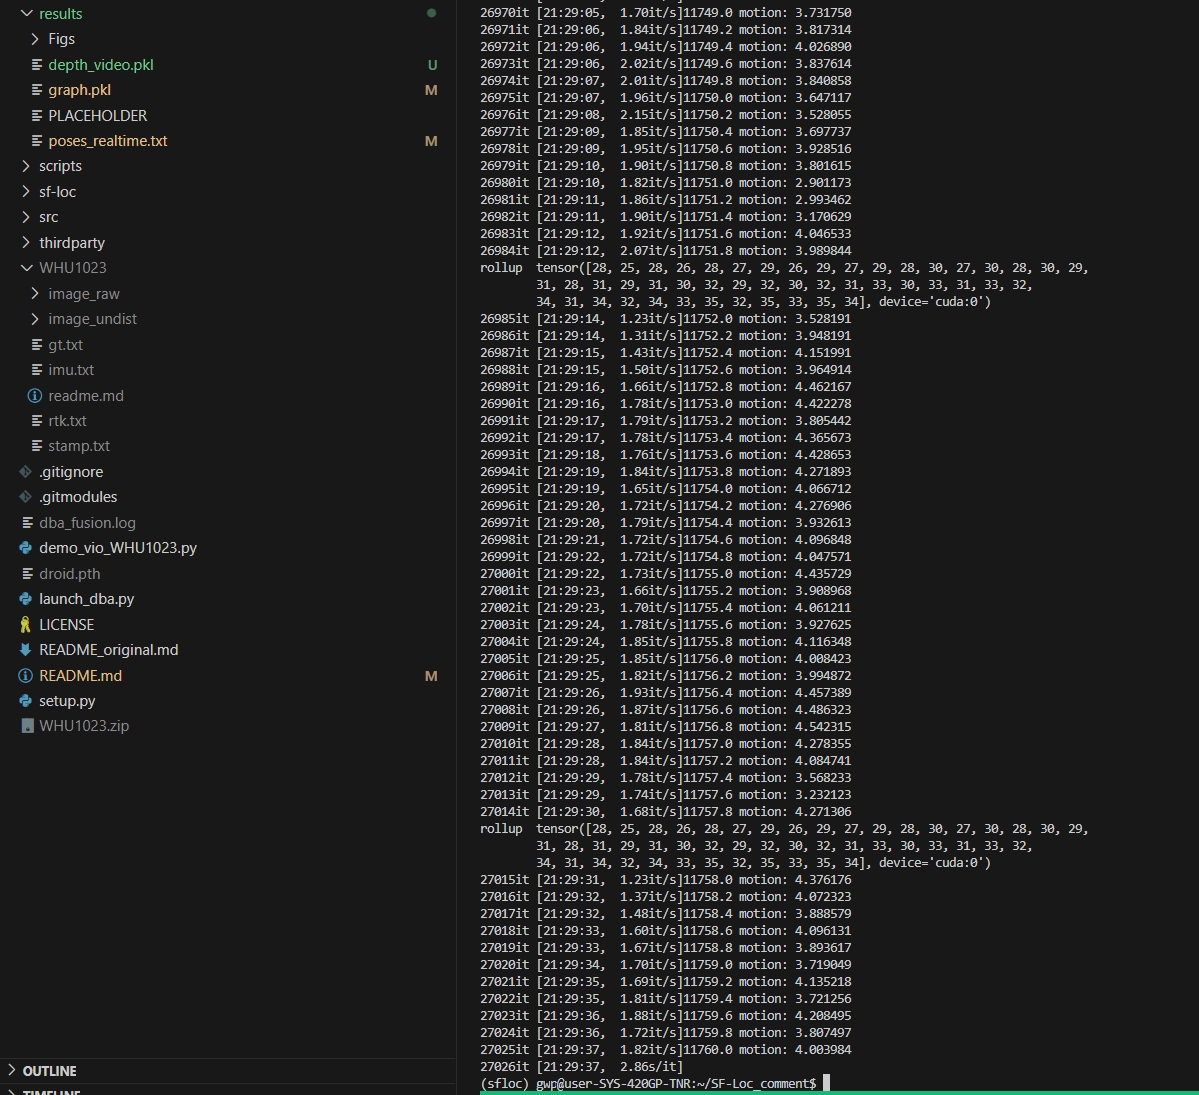 results
Figs
depth_video.pkl U
graph.pkl M
PLACEHOLDER
poses_realtime.txt M
scripts
sf-loc
src
thirdparty
WHU1023
image_raw
image_undist
gt.txt
imu.txt
readme.md
rtk.txt
stamp.txt
.gitignore
.gitmodules
dba_fusion.log
demo_vio_WHU1023.py
droid.pth
launch_dba.py
LICENSE
README_original.md
README.md M
setup.py
WHU1023.zip
OUTLINE
TIMELINE
26970it [21:29:05, 1.70it/s]11749.0 motion: 3.731750
26971it [21:29:06, 1.84it/s]11749.2 motion: 3.817314
26972it [21:29:06, 1.94it/s]11749.4 motion: 4.026890
26973it [21:29:06, 2.02it/s]11749.6 motion: 3.837614
26974it [21:29:07, 2.01it/s]11749.8 motion: 3.840858
26975it [21:29:07, 1.96it/s]11750.0 motion: 3.647117
26976it [21:29:08, 2.15it/s]11750.2 motion: 3.528055
26977it [21:29:09, 1.85it/s]11750.4 motion: 3.697737
26978it [21:29:09, 1.95it/s]11750.6 motion: 3.928516
26979it [21:29:10, 1.90it/s]11750.8 motion: 3.801615
26980it [21:29:10, 1.82it/s]11751.0 motion: 2.901173
26981it [21:29:11, 1.86it/s]11751.2 motion: 2.993462
26982it [21:29:11, 1.90it/s]11751.4 motion: 3.170629
26983it [21:29:12, 1.92it/s]11751.6 motion: 4.046533
26984it [21:29:12, 2.07it/s]11751.8 motion: 3.989844
rollup tensor([28, 25, 28, 26, 28, 27, 29, 26, 29, 27, 29, 28, 30, 27, 30, 28, 30, 29,
31, 28, 31, 29, 31, 30, 32, 29, 32, 30, 32, 31, 33, 30, 33, 31, 33, 32,
34, 31, 34, 32, 34, 33, 35, 32, 35, 33, 35, 34], device='cuda:0')
26985it [21:29:14, 1.23it/s]11752.0 motion: 3.528191
26986it [21:29:14, 1.31it/s]11752.2 motion: 3.948191
26987it [21:29:15, 1.43it/s]11752.4 motion: 4.151991
26988it [21:29:15, 1.50it/s]11752.6 motion: 3.964914
26989it [21:29:16, 1.66it/s]11752.8 motion: 4.462167
26990it [21:29:16, 1.78it/s]11753.0 motion: 4.422278
26991it [21:29:17, 1.79it/s]11753.2 motion: 3.805442
26992it [21:29:17, 1.78it/s]11753.4 motion: 4.365673
26993it [21:29:18, 1.76it/s]11753.6 motion: 4.428653
26994it [21:29:19, 1.84it/s]11753.8 motion: 4.271893
26995it [21:29:19, 1.65it/s]11754.0 motion: 4.066712
26996it [21:29:20, 1.72it/s]11754.2 motion: 4.276906
26997it [21:29:20, 1.79it/s]11754.4 motion: 3.932613
26998it [21:29:21, 1.72it/s]11754.6 motion: 4.096848
26999it [21:29:22, 1.72it/s]11754.8 motion: 4.047571
27000it [21:29:22, 1.73it/s]11755.0 motion: 4.435729
27001it [21:29:23, 1.66it/s]11755.2 motion: 3.908968
27002it [21:29:23, 1.70it/s]11755.4 motion: 4.061211
27003it [21:29:24, 1.78it/s]11755.6 motion: 3.927625
27004it [21:29:24, 1.85it/s]11755.8 motion: 4.116348
27005it [21:29:25, 1.85it/s]11756.0 motion: 4.008423
27006it [21:29:25, 1.82it/s]11756.2 motion: 3.994872
27007it [21:29:26, 1.93it/s]11756.4 motion: 4.457389
27008it [21:29:26, 1.87it/s]11756.6 motion: 4.486323
27009it [21:29:27, 1.81it/s]11756.8 motion: 4.542315
27010it [21:29:28, 1.84it/s]11757.0 motion: 4.278355
27011it [21:29:28, 1.84it/s]11757.2 motion: 4.084741
27012it [21:29:29, 1.78it/s]11757.4 motion: 3.568233
27013it [21:29:29, 1.74it/s]11757.6 motion: 3.232123
27014it [21:29:30, 1.68it/s]11757.8 motion: 4.271306
rollup tensor([28, 25, 28, 26, 28, 27, 29, 26, 29, 27, 29, 28, 30, 27, 30, 28, 30, 29,
31, 28, 31, 29, 31, 30, 32, 29, 32, 30, 32, 31, 33, 30, 33, 31, 33, 32,
34, 31, 34, 32, 34, 33, 35, 32, 35, 33, 35, 34], device='cuda:0')
27015it [21:29:31, 1.23it/s]11758.0 motion: 4.376176
27016it [21:29:32, 1.37it/s]11758.2 motion: 4.072323
27017it [21:29:32, 1.48it/s]11758.4 motion: 3.888579
27018it [21:29:33, 1.60it/s]11758.6 motion: 4.096131
27019it [21:29:33, 1.67it/s]11758.8 motion: 3.893617
27020it [21:29:34, 1.70it/s]11759.0 motion: 3.719049
27021it [21:29:35, 1.69it/s]11759.2 motion: 4.135218
27022it [21:29:35, 1.81it/s]11759.4 motion: 3.721256
27023it [21:29:36, 1.88it/s]11759.6 motion: 4.208495
27024it [21:29:36, 1.72it/s]11759.8 motion: 3.807497
27025it [21:29:37, 1.82it/s]11760.0 motion: 4.003984
27026it [21:29:37, 2.86s/it]
(sfloc) gwp@user-SYS-420GP-TNR:~/SF-Loc_comment$